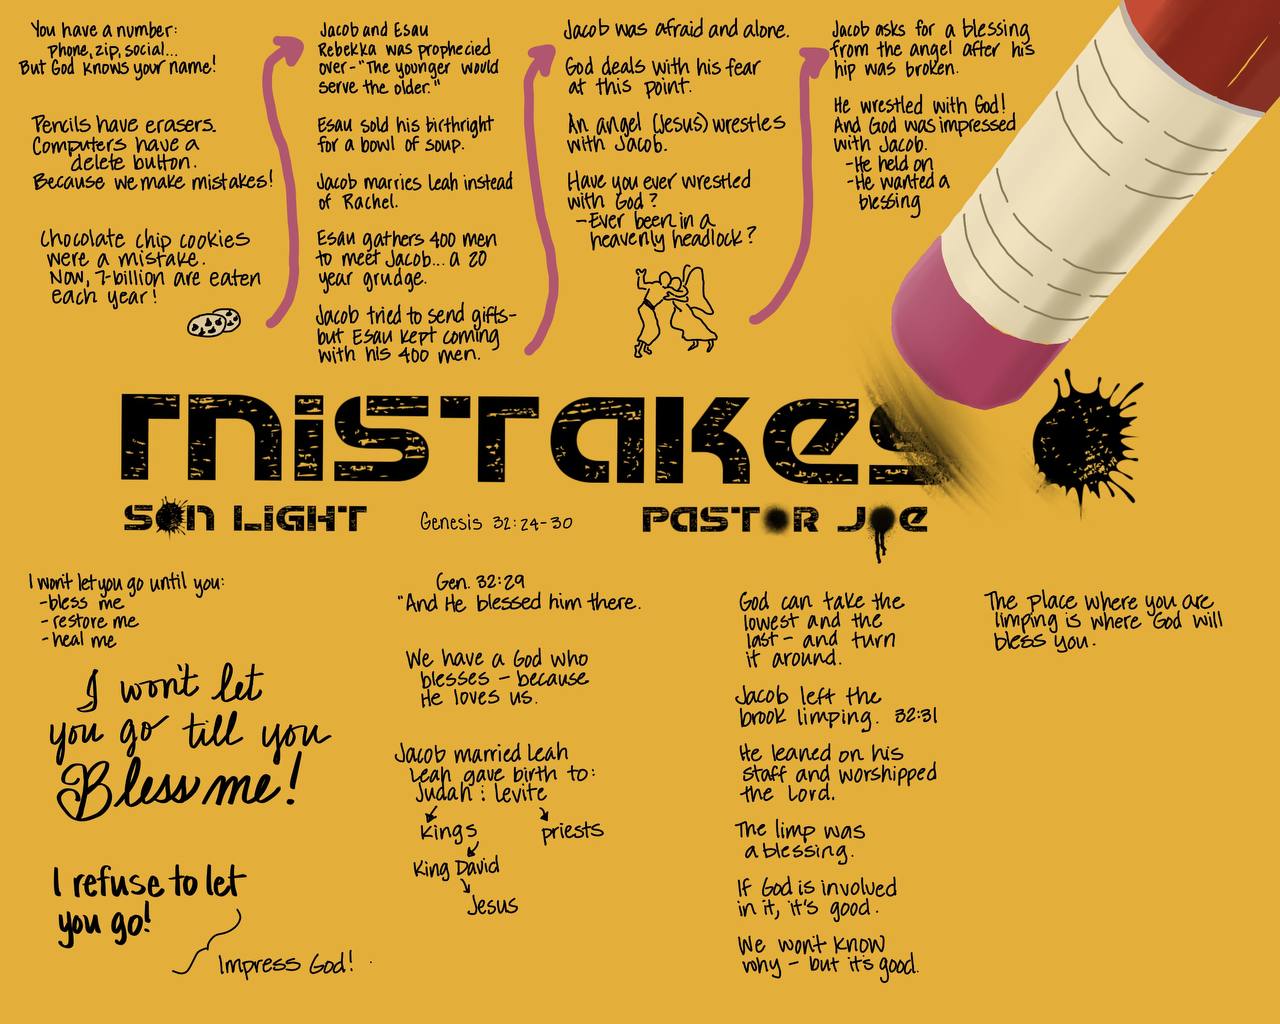 You have a number:
phone, zip, social...
But God knows your name!
Pencils have erasers.
Computers have a
delete button.
Because we make mistakes!
Chocolate chip cookies
were a mistake.
Now, 7-billion are eaten
each year!
Jacob and Esau
Rebekka was prophecied
over - "The younger would
serve the older."
Esau sold his birthright
for a bowl of soup.
Jacob marries Leah instead
of Rachel.
Esau gathers 400 men
to meet Jacob... a 20
year grudge.
Jacob tried to send gifts-
but Esau kept coming
with his 400 men.
Jacob was afraid and alone.
God deals with his fear
at this point.
An angel (Jesus) wrestles
with Jacob.
Have you ever wrestled
with God?
-Ever been in a
heavenly headlock?
Jacob asks for a blessing
from the angel after his
hip was broken.
He wrestled with God!
And God was impressed
with Jacob.
-He held on
-He wanted a
blessing
mistakes
SON LIGHT
Genesis 32:24-30
PASTOR JOE
I won't let you go until you:
-bless me
- restore me
- heal me
I won't let
you go till you
Bless me!
I refuse to let
you go!
Impress God!
Gen. 32:29
"And He blessed him there.
We have a God who
blesses - because
He loves us.
Jacob married Leah
Leah gave birth to:
Judah : Levite
kings priests
King David
Jesus
God can take the
lowest and the
last - and turn
it around.
Jacob left the
brook limping. 32:31
He leaned on his
staff and worshipped
the Lord.
The limp was
a blessing.
If God is involved
in it, it's good.
We won't know
why - but it's good.
The place where you are
limping is where God will
bless you.